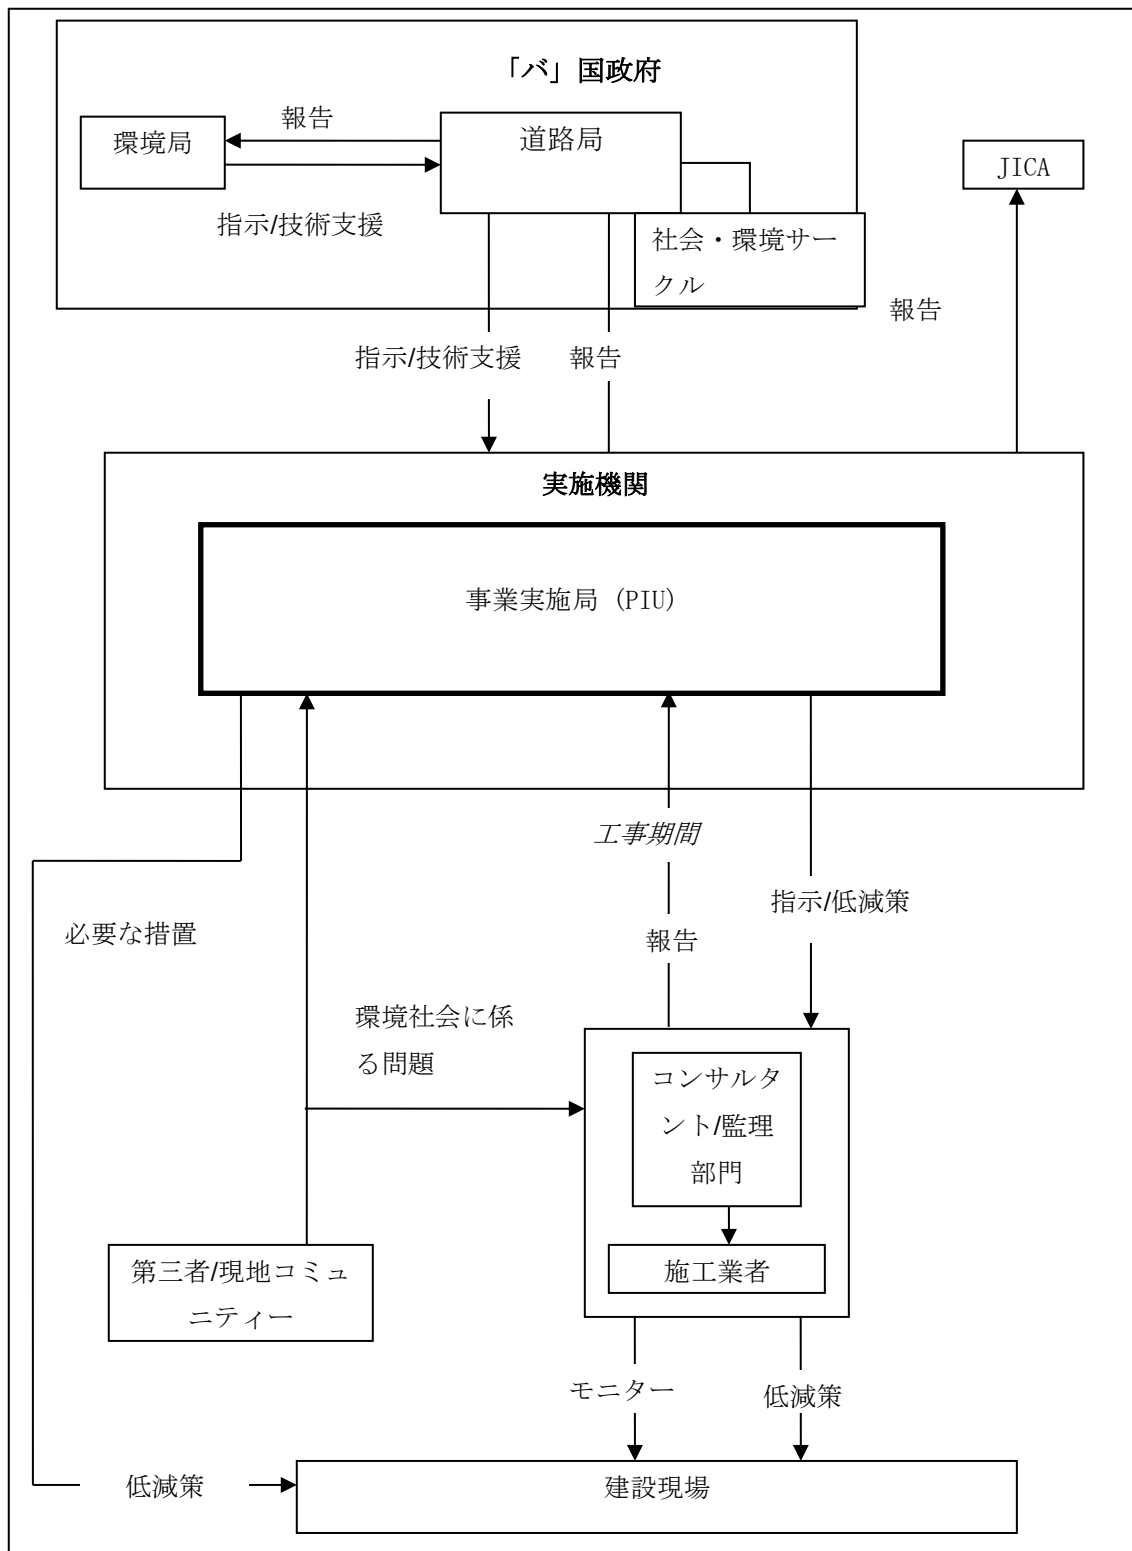 「バ」国政府
報告
環境局
道路局
JICA
指示/技術支援
社会・環境サー
クル
報告
指示/技術支援
報告
実施機関
事業実施局 (PIU)
工事期間
指示/低減策
必要な措置
報告
環境社会に係
る問題
コンサルタ
ント/監理
部門
第三者/現地コミュ
ニティー
施工業者
モニター
低減策
低減策
建設現場